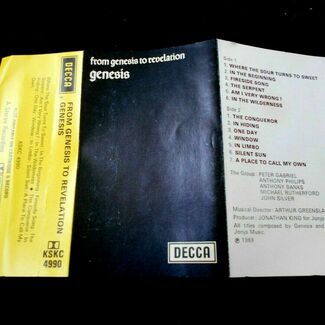 DECCA
FROM GENESIS TO REVELATION
GENESIS
KSKC
4990
from genesis to revelation
genesis
DECCA
Side 1
1. WHERE THE SOUR TURNS TO SWEET
2. IN THE BEGINNING
3. FIRESIDE SONG
4. THE SERPENT
5. AM I VERY WRONG?
6. IN THE WILDERNESS
Side 2
1. THE CONQUEROR
2. IN HIDING
3. ONE DAY
4. WINDOW
5. IN LIMBO
6. SILENT SUN
7. A PLACE TO CALL MY OWN
The Group: PETER GABRIEL
ANTHONY PHILLIPS
ANTHONY BANKS
MICHAEL RUTHERFORD
JOHN SILVER
Musical Director: ARTHUR GREENSLA
Producer: JONATHAN KING for Jonja
All titles composed by Genesis and
Jonjo Music.
℗ 1969